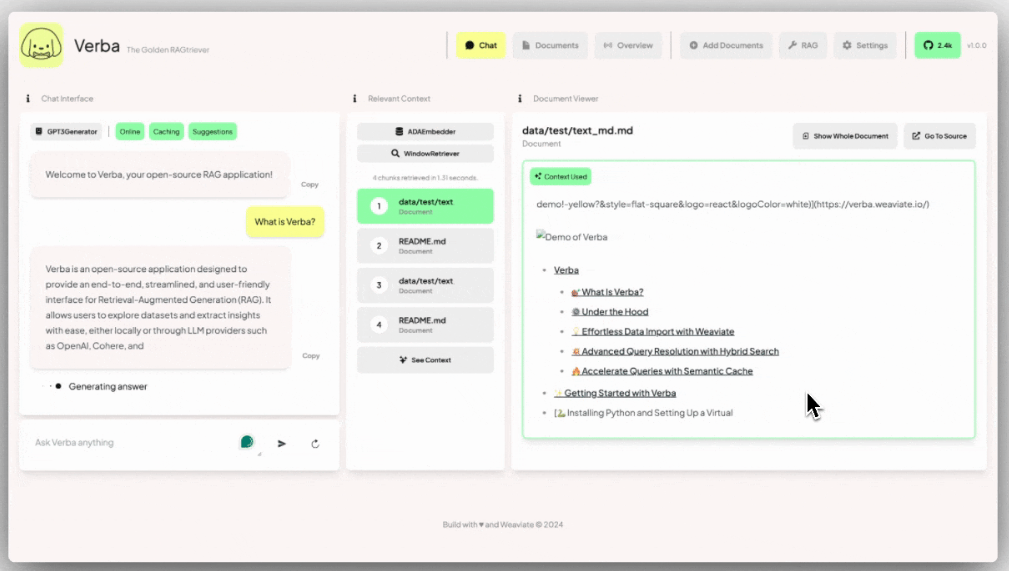 Verba The Golden RAGtriever
Chat Documents Overview Add Documents RAG Settings 2.4k v1.0.0
Chat Interface
GPT3Generator Online Caching Suggestions
Welcome to Verba, your open-source RAG application!
Copy
What is Verba?
Verba is an open-source application designed to
provide an end-to-end, streamlined, and user-friendly
interface for Retrieval-Augmented Generation (RAG). It
allows users to explore datasets and extract insights
with ease, either locally or through LLM providers such
as OpenAI, Cohere, and
Copy
Generating answer
Ask Verba anything
Relevant Context
ADAEmbedder
WindowRetriever
4 chunks retrieved in 1.31 seconds.
1 data/test/text
Document
2 README.md
Document
3 data/test/text
Document
4 README.md
Document
See Context
Document Viewer
data/test/text_md.md
Document
Show Whole Document Go To Source
Context Used
demo!-yellow?&style=flat-square&logo=react&logoColor=white)](https://verba.weaviate.io/)
Demo of Verba
Verba
What Is Verba?
Under the Hood
Effortless Data Import with Weaviate
Advanced Query Resolution with Hybrid Search
Accelerate Queries with Semantic Cache
Getting Started with Verba
[🐍 Installing Python and Setting Up a Virtual
Build with ♥ and Weaviate © 2024